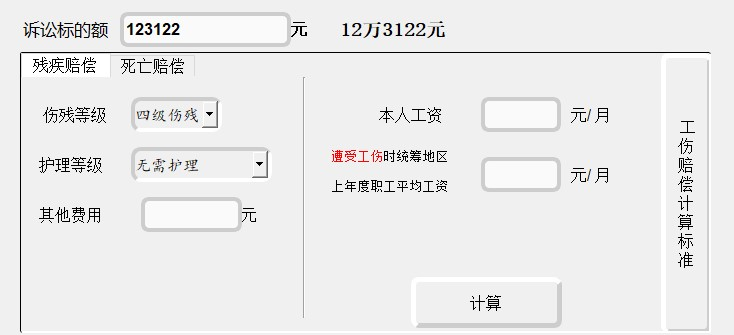 诉讼标的额 123122 元 12万3122元
残疾赔偿 死亡赔偿
伤残等级 四级伤残
护理等级 无需护理
其他费用 元
本人工资 元/月
遭受工伤时统筹地区
上年度职工平均工资 元/月
计算
工伤赔偿计算标准